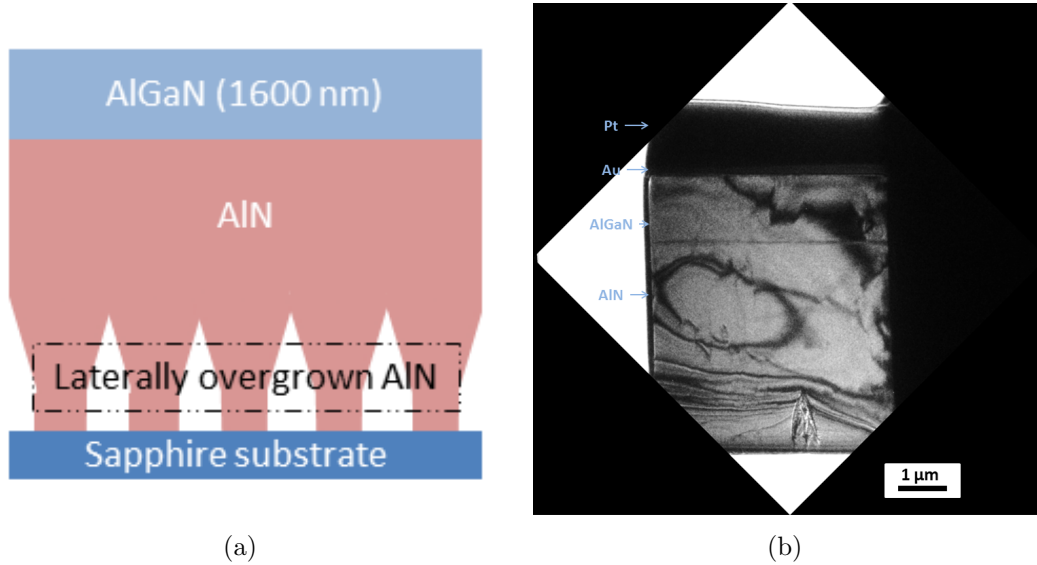 AlGaN (1600 nm)
AlN
Laterally overgrown AlN
Sapphire substrate
(a)
Pt
Au
AlGaN
AlN
1 μm
(b)